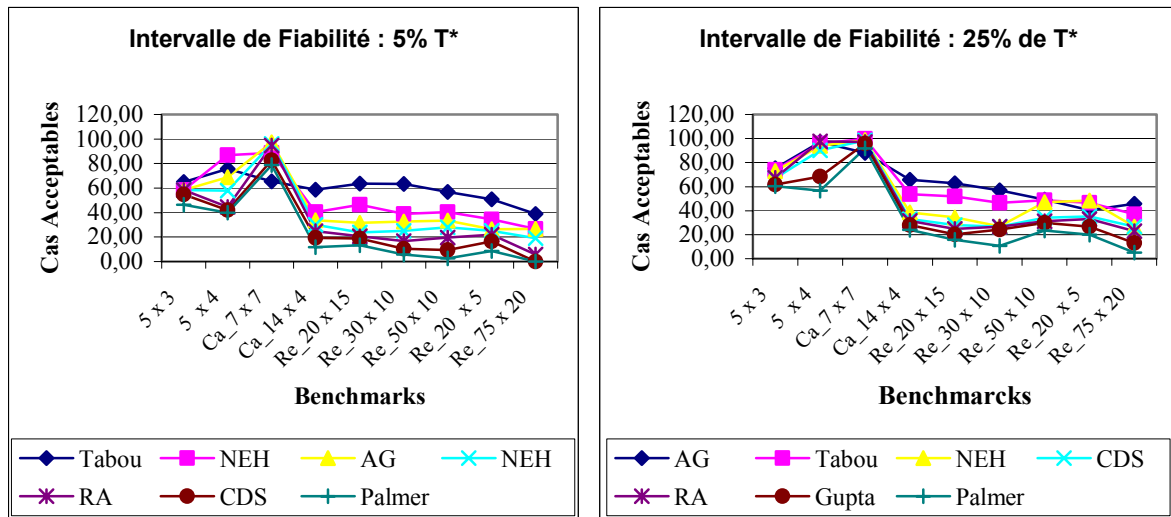 Intervalle de Fiabilité : 5% T*
Cas Acceptables
120,00
100,00
80,00
60,00
40,00
20,00
0,00
5 x 3
5 x 4
Ca_7 x 7
Ca_14 x 4
Re_20 x 15
Re_30 x 10
Re_50 x 10
Re_20 x 5
Re_75 x 20
Benchmarks
Tabou NEH AG NEH
RA CDS Palmer
Intervalle de Fiabilité : 25% de T*
Cas Acceptables
120,00
100,00
80,00
60,00
40,00
20,00
0,00
5 x 3
5 x 4
Ca_7 x 7
Ca_14 x 4
Re_20 x 15
Re_30 x 10
Re_50 x 10
Re_20 x 5
Re_75 x 20
Benchmarcks
AG Tabou NEH CDS
RA Gupta Palmer